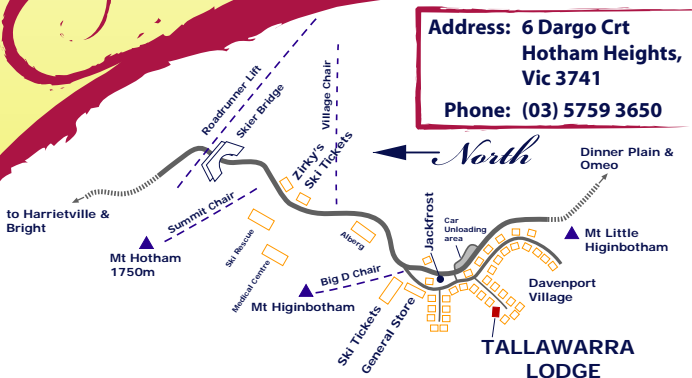 Address: 6 Dargo Crt
Hotham Heights,
Vic 3741
Phone: (03) 5759 3650
Roadrunner Lift
Skier Bridge
Village Chair
Zirky's
Ski Tickets
North
Dinner Plain &
Omeo
to Harrietville &
Bright
Summit Chair
Mt Hotham
1750m
Ski Rescue
Medical Centre
Alberg
Big D Chair
Mt Higinbotham
Jackfrost
Car
Unloading
area
Mt Little
Higinbotham
Davenport
Village
Ski Tickets
General Store
TALLAWARRA
LODGE